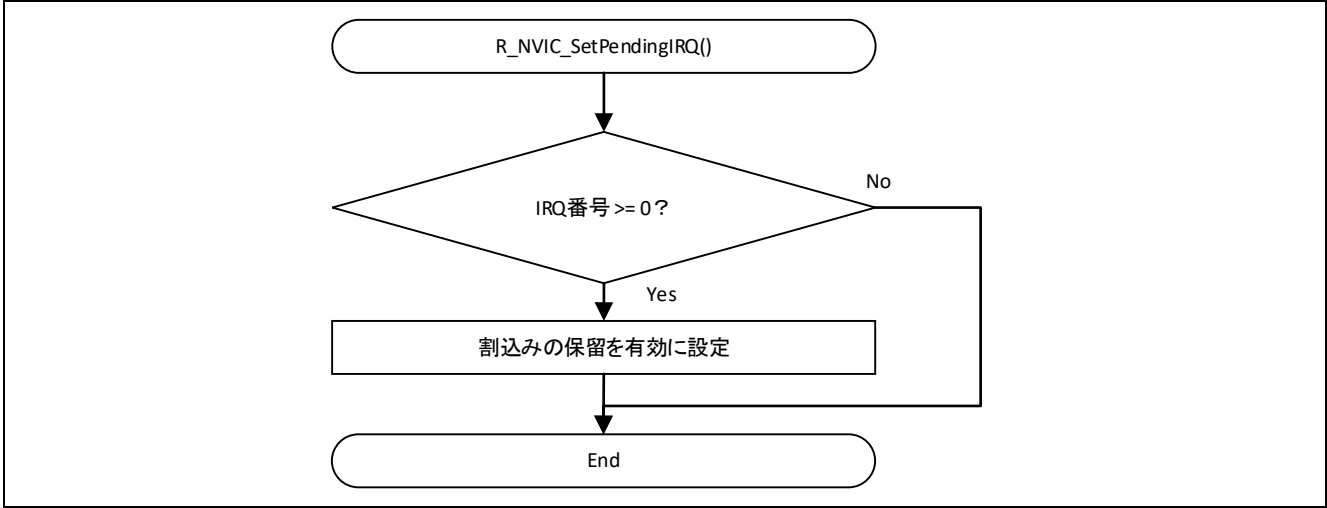 R_NVIC_SetPendingIRQ()
IRQ番号 >= 0?
No
Yes
割込みの保留を有効に設定
End